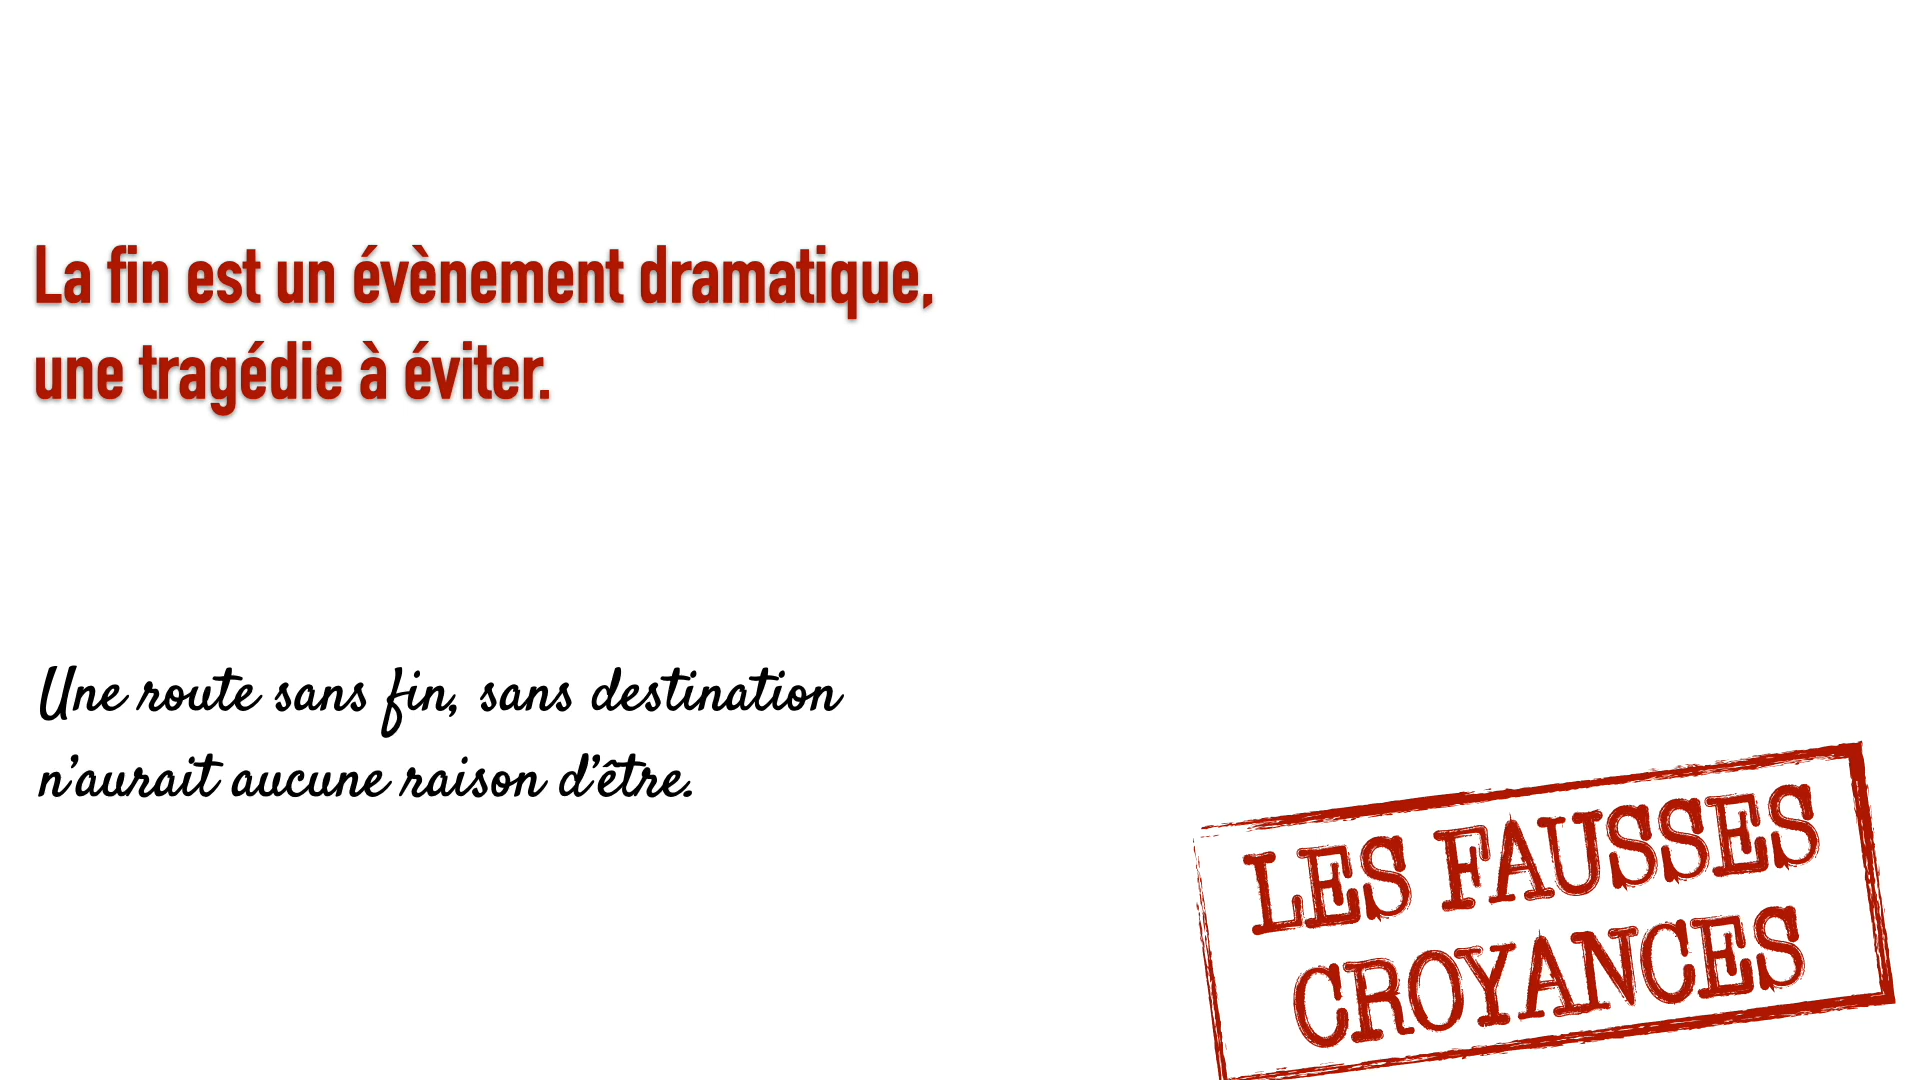 La fin est un évènement dramatique,
une tragédie à éviter.
Une route sans fin, sans destination
n’aurait aucune raison d’être.
LES FAUSSES
CROYANCES